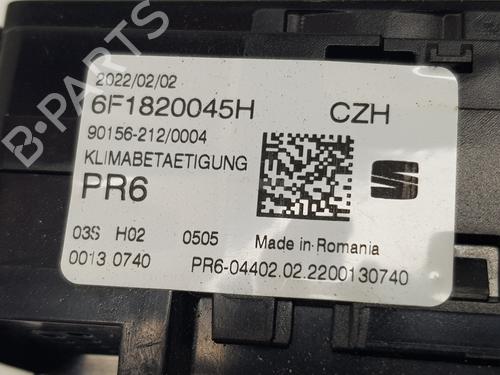 B-PARTS
2022/02/02
6F1820045H CZH
90156-212/0004
KLIMABETAETIGUNG
PR6
03S H02 0505 Made in Romania
0013 0740 PR6-04402.02.2200130740